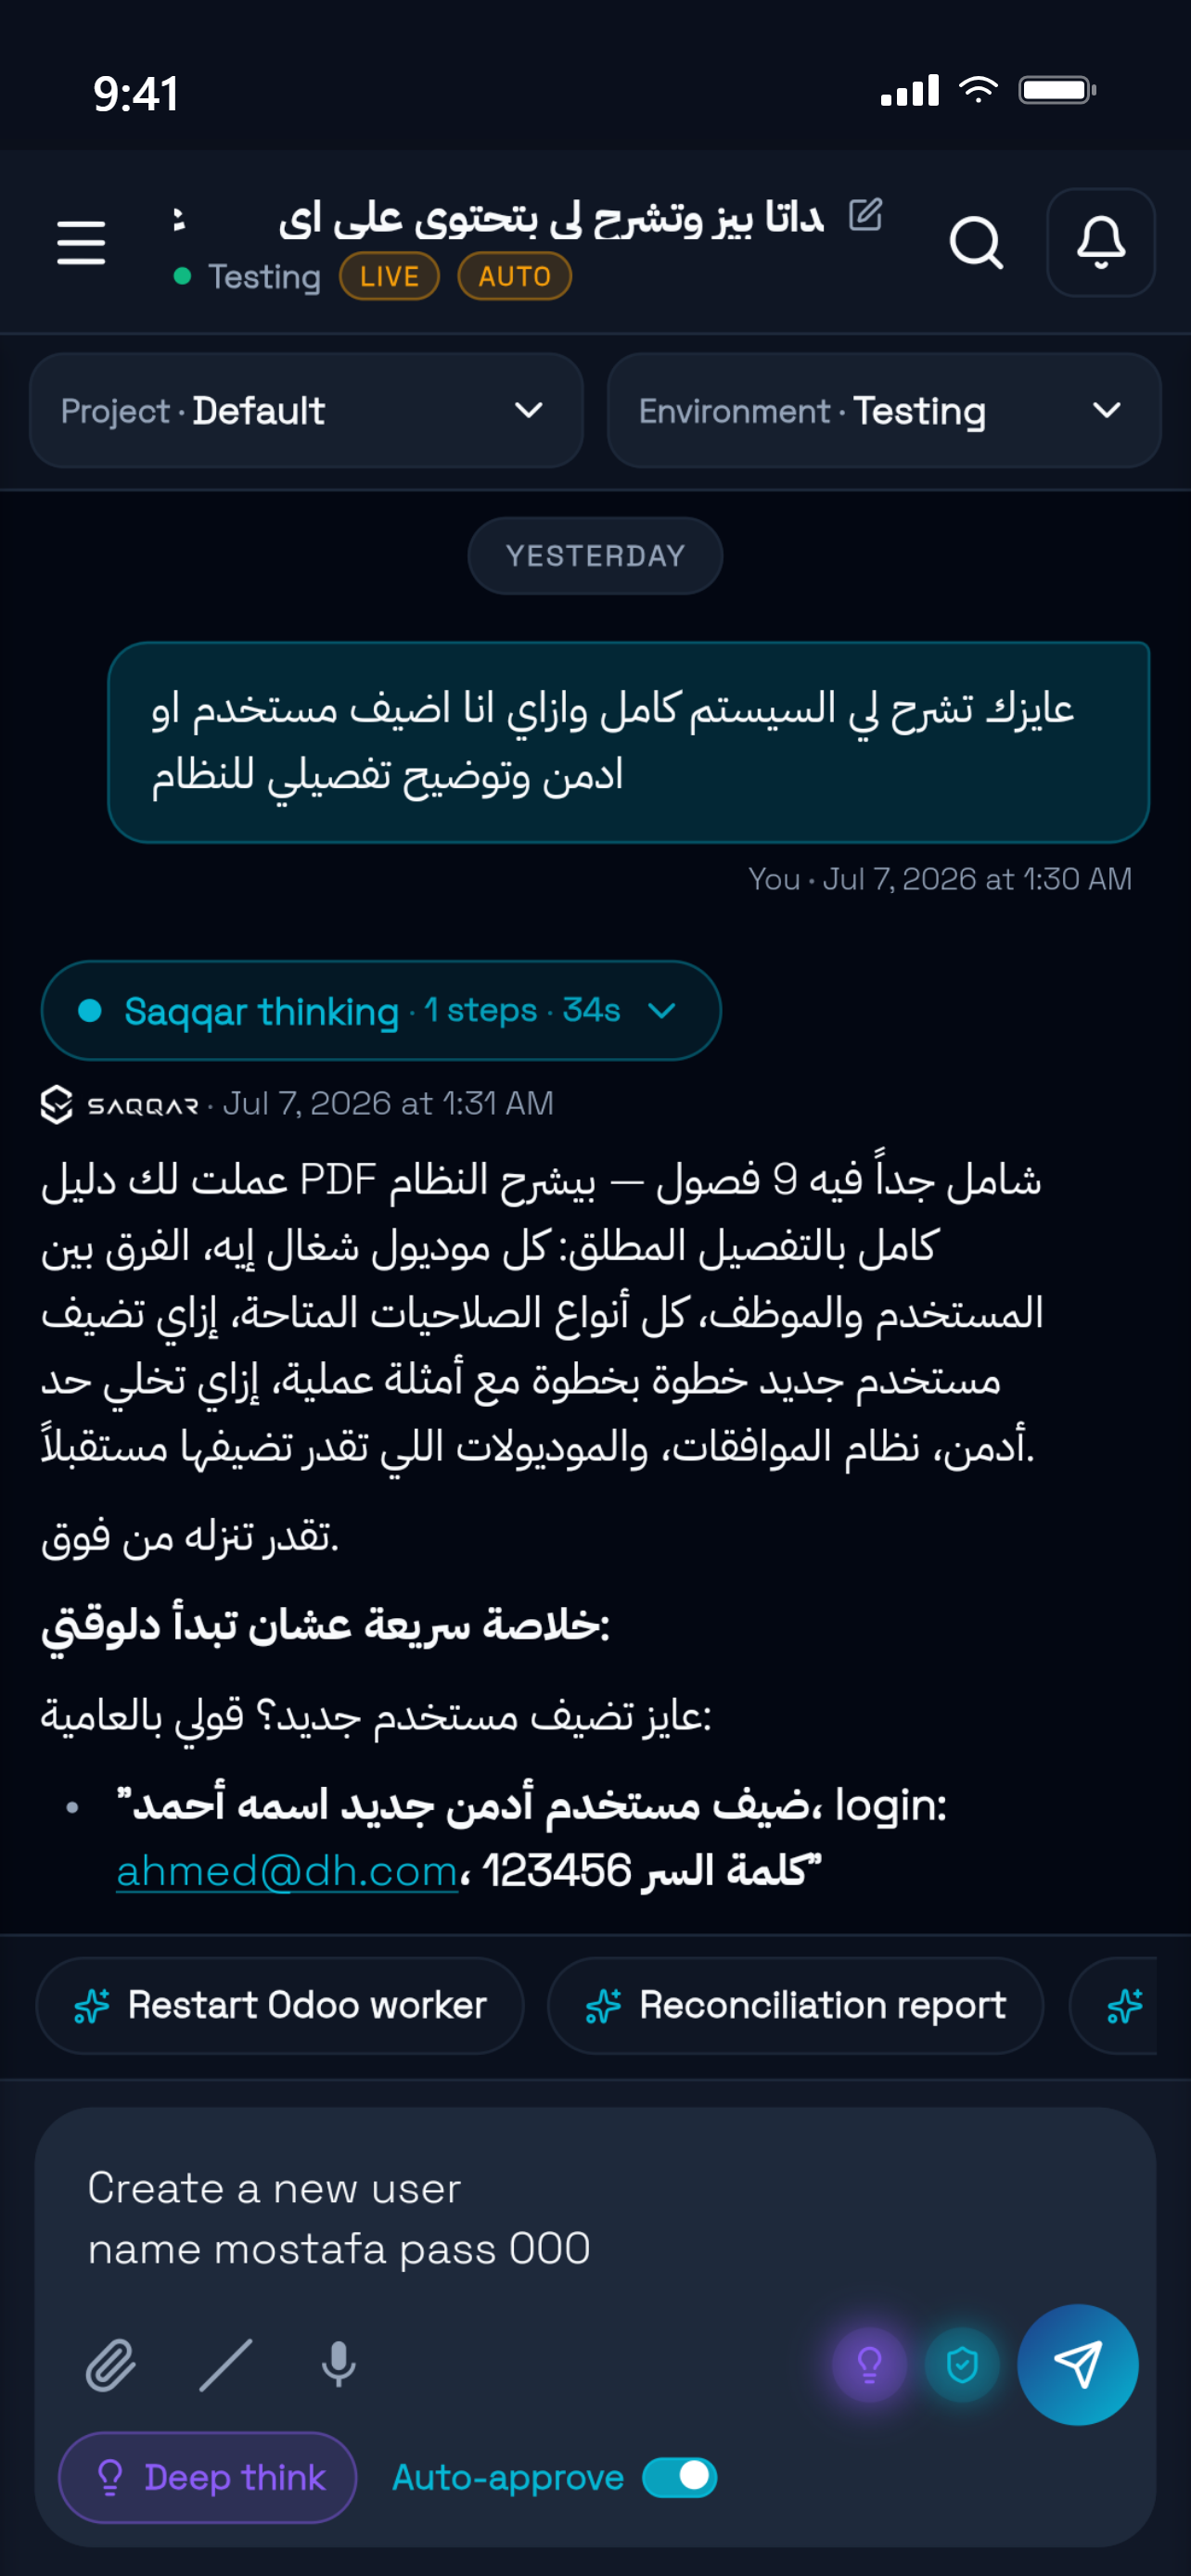 9:41
داتا بيز وتشرح لى بتحتوى على اى
Testing LIVE AUTO
Project · Default
Environment · Testing
YESTERDAY
عايزك تشرح لي السيستم كامل وازاي انا اضيف مستخدم او
ادمن وتوضيح تفصيلي للنظام
You · Jul 7, 2026 at 1:30 AM
Saqqar thinking · 1 steps · 34s
SAQQAR · Jul 7, 2026 at 1:31 AM
عملت لك دليل PDF شامل جداً فيه 9 فصول — بيشرح النظام
كامل بالتفصيل المطلق: كل موديول شغال إيه، الفرق بين
المستخدم والموظف، كل أنواع الصلاحيات المتاحة، إزاي تضيف
مستخدم جديد خطوة بخطوة مع أمثلة عملية، إزاي تخلي حد
أدمن، نظام الموافقات، والموديولات اللي تقدر تضيفها مستقبلاً.
تقدر تنزله من فوق.
خلاصة سريعة عشان تبدأ دلوقتي:
عايز تضيف مستخدم جديد؟ قولي بالعامية:
• "ضيف مستخدم أدمن جديد اسمه أحمد، login:
ahmed@dh.com، كلمة السر 123456"
Restart Odoo worker
Reconciliation report
Create a new user
name mostafa pass 000
Deep think
Auto-approve